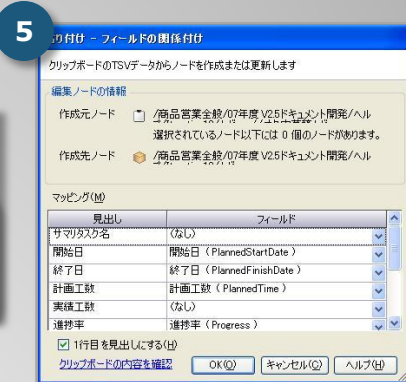 5
り付け - フィールドの関係付け
クリップボードのTSVデータからノードを作成または更新します
編集ノードの情報
作成元ノード /商品営業全般/07年度 V2.5ドキュメント開発/ヘル
選択されているノード以下には 0 個のノードがあります。
作成先ノード /商品営業全般/07年度 V2.5ドキュメント開発/ヘル
マッピング(M)
見出し フィールド
サマリタスク名 (なし)
開始日 開始日 ( PlannedStartDate )
終了日 終了日 ( PlannedFinishDate )
計画工数 計画工数 ( PlannedTime )
実績工数 (なし)
進捗率 進捗率 ( Progress )
1行目を見出しにする(H)
クリップボードの内容を確認 OK(O) キャンセル(C) ヘルプ(H)